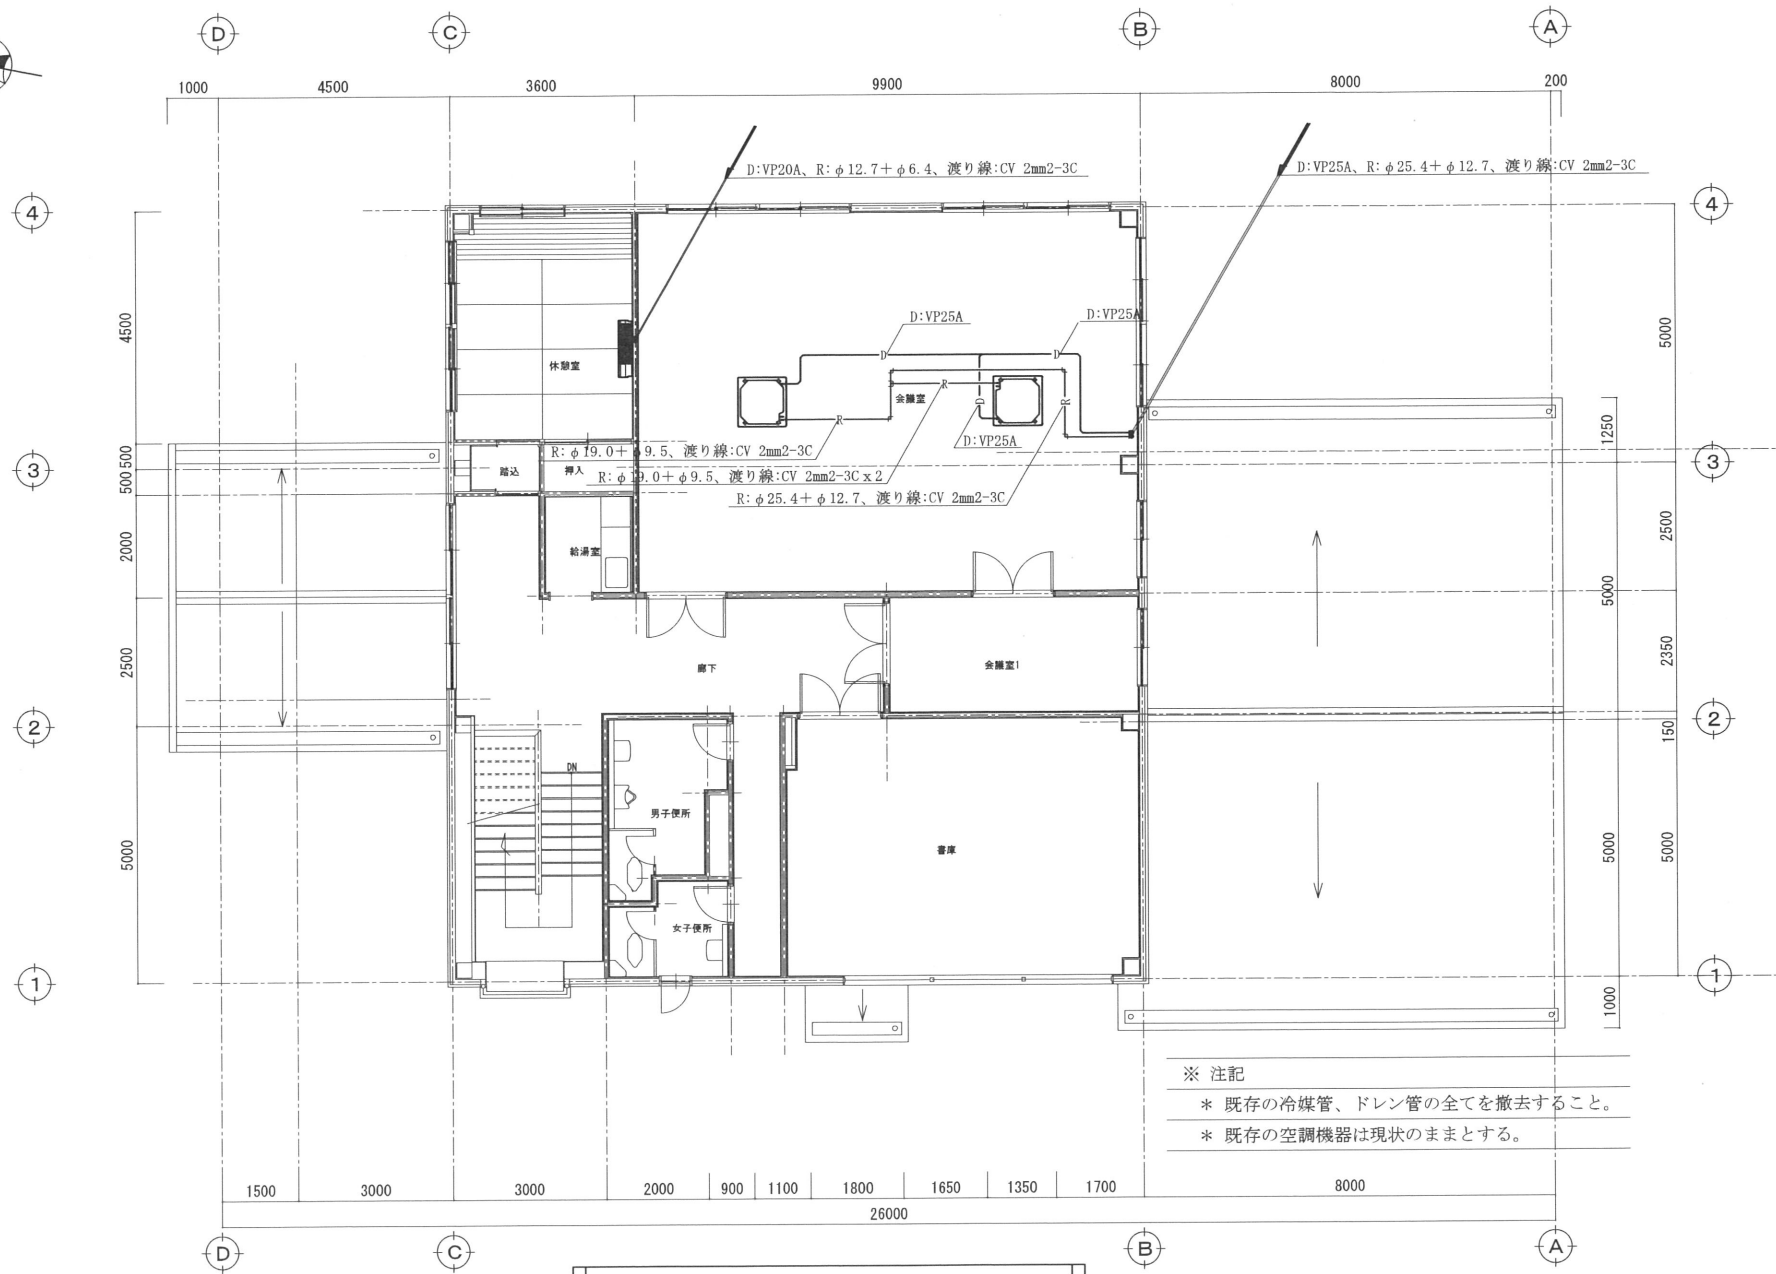 D
C
B
A
1000
4500
3600
9900
8000
200
D:VP20A、R:φ12.7+φ6.4、渡り線:CV 2mm2-3C
D:VP25A、R:φ25.4+φ12.7、渡り線:CV 2mm2-3C
4
4
4500
5000
D:VP25A
D:VP25A
D
D
休憩室
会議室
R
R
D
R
D:VP25A
1250
R:φ19.0+φ9.5、渡り線:CV 2mm2-3C
3
3
500
500
踏込
押入
R:φ19.0+φ9.5、渡り線:CV 2mm2-3C x 2
R:φ25.4+φ12.7、渡り線:CV 2mm2-3C
2000
2500
給湯室
5000
2500
2350
廊下
会議室1
2
2
150
DN
男子便所
5000
書庫
5000
5000
女子便所
1
1
1000
※ 注記
* 既存の冷媒管、ドレン管の全てを撤去すること。
* 既存の空調機器は現状のままとする。
1500
3000
3000
2000
900
1100
1800
1650
1350
1700
8000
26000
D
C
B
A